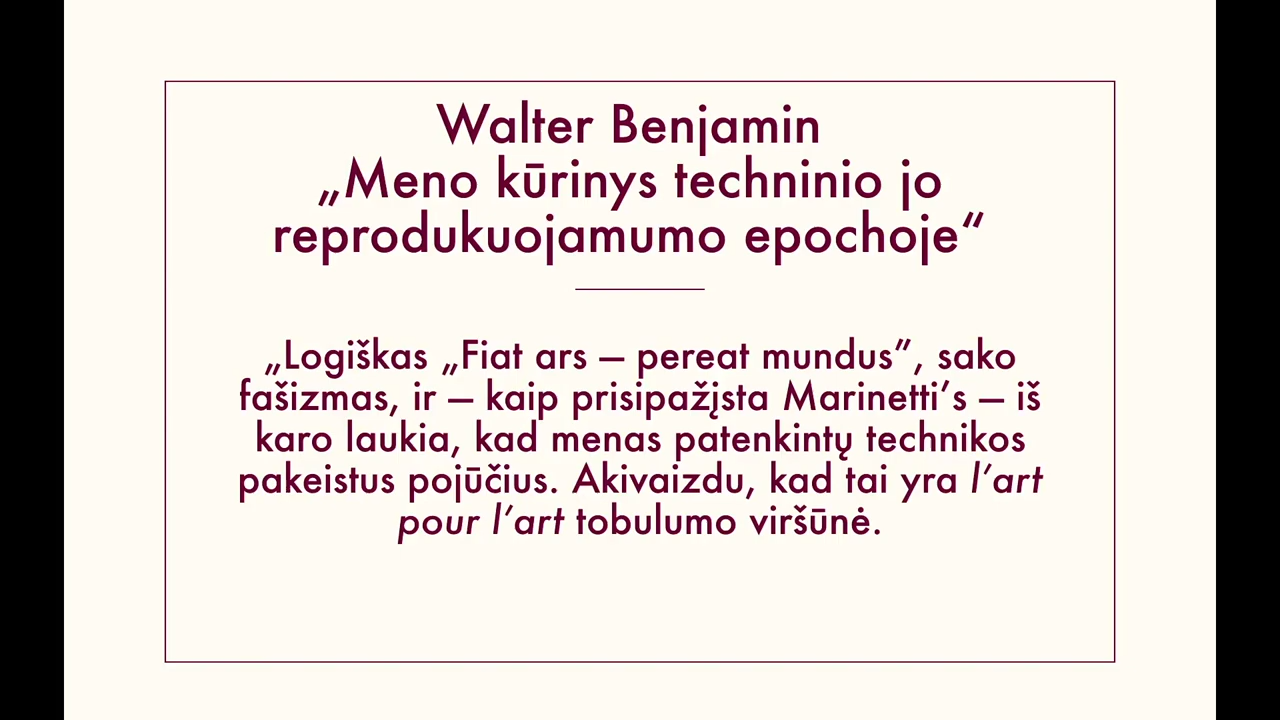 Walter Benjamin
„Meno kūrinys techninio jo
reprodukuojamumo epochoje“
„Logiškas „Fiat ars — pereat mundus”, sako
fašizmas, ir — kaip prisipažįsta Marinetti’s — iš
karo laukia, kad menas patenkintų technikos
pakeistus pojūčius. Akivaizdu, kad tai yra l’art
pour l’art tobulumo viršūnė.